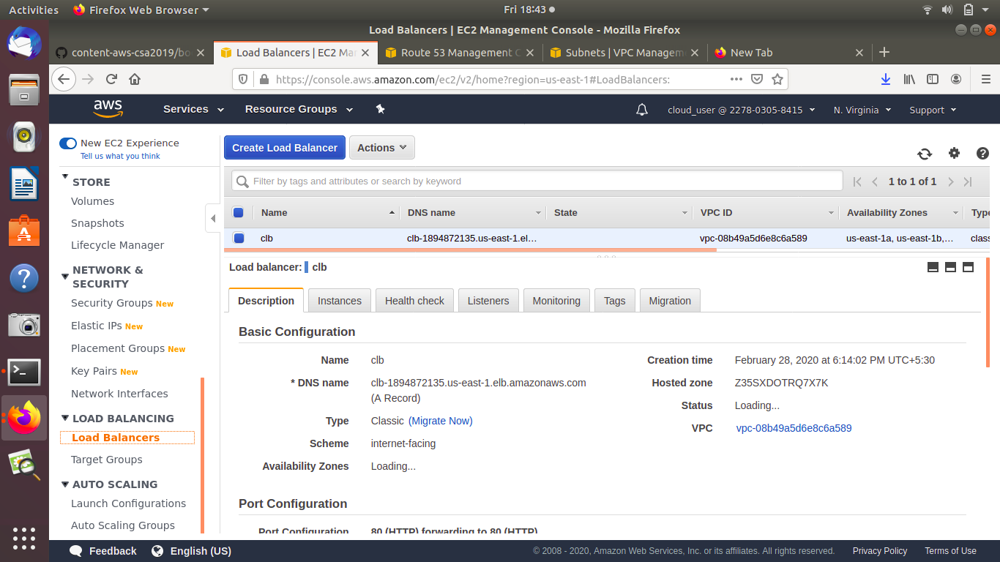 Activities
Firefox Web Browser
Fri 18:43
Load Balancers | EC2 Management Console - Mozilla Firefox
content-aws-csa2019/bo
Load Balancers | EC2 Ma
Route 53 Management C
Subnets | VPC Managem
New Tab
https://console.aws.amazon.com/ec2/v2/home?region=us-east-1#LoadBalancers:
aws
Services
Resource Groups
cloud_user @ 2278-0305-8415
N. Virginia
Support
New EC2 Experience
Tell us what you think
STORE
Volumes
Snapshots
Lifecycle Manager
NETWORK &
SECURITY
Security Groups New
Elastic IPs New
Placement Groups New
Key Pairs New
Network Interfaces
LOAD BALANCING
Load Balancers
Target Groups
AUTO SCALING
Launch Configurations
Auto Scaling Groups
Create Load Balancer
Actions
Filter by tags and attributes or search by keyword
1 to 1 of 1
Name DNS name State VPC ID Availability Zones Type
clb clb-1894872135.us-east-1.el… vpc-08b49a5d6e8c6a589 us-east-1a, us-east-1b,… class
Load balancer: clb
Description Instances Health check Listeners Monitoring Tags Migration
Basic Configuration
Name clb
* DNS name clb-1894872135.us-east-1.elb.amazonaws.com
(A Record)
Type Classic (Migrate Now)
Scheme internet-facing
Availability Zones Loading...
Creation time February 28, 2020 at 6:14:02 PM UTC+5:30
Hosted zone Z35SXDOTRQ7X7K
Status Loading...
VPC vpc-08b49a5d6e8c6a589
Port Configuration
Port Configuration 80 (HTTP) forwarding to 80 (HTTP)
Feedback
English (US)
© 2008 - 2020, Amazon Web Services, Inc. or its affiliates. All rights reserved.
Privacy Policy
Terms of Use